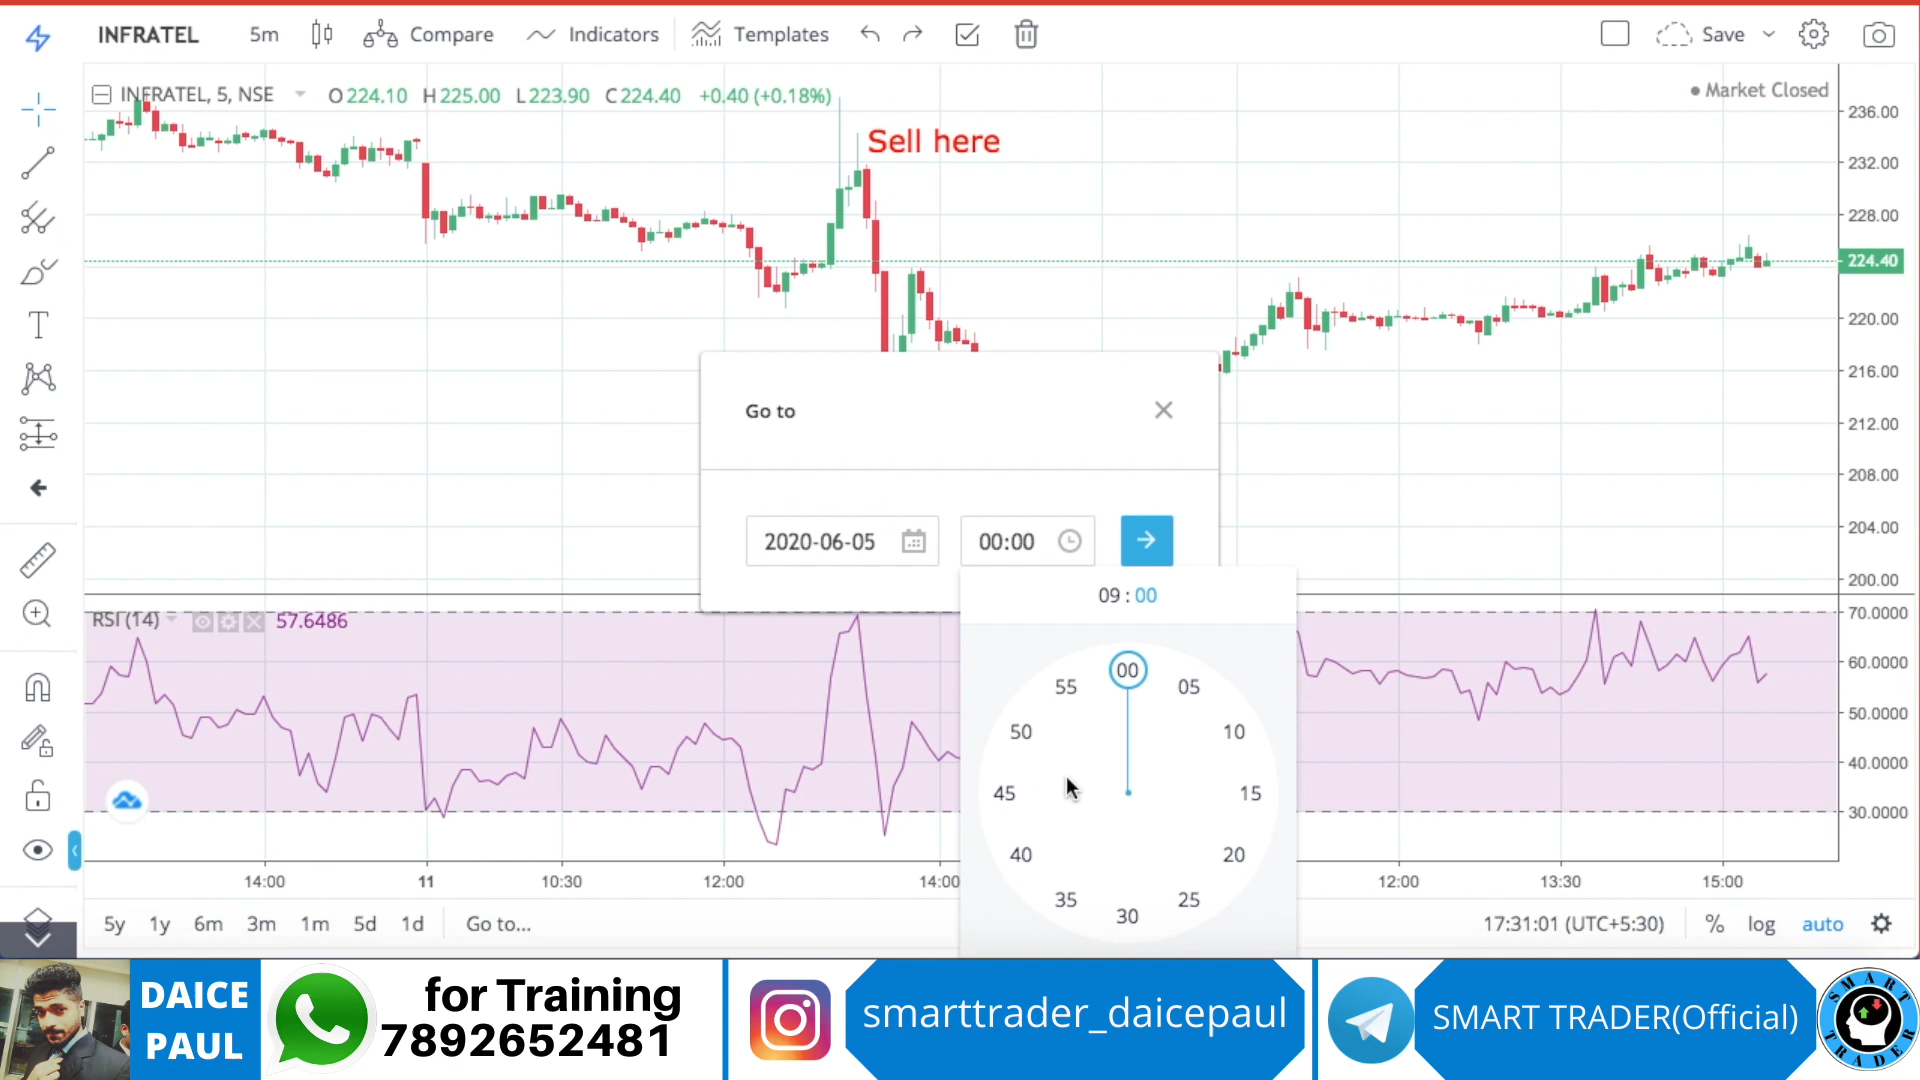 INFRATEL 5m Compare Indicators Templates Save
INFRATEL, 5, NSE O224.10 H225.00 L223.90 C224.40 +0.40 (+0.18%)
Market Closed
Sell here
236.00
232.00
228.00
224.40
220.00
216.00
212.00
208.00
204.00
200.00
Go to
2020-06-05 00:00
09 : 00
00
05
10
15
20
25
30
35
40
45
50
55
RSI (14) 57.6486
70.0000
60.0000
50.0000
40.0000
30.0000
14:00 11 10:30 12:00 14:00 12:00 13:30 15:00
5y 1y 6m 3m 1m 5d 1d Go to... 17:31:01 (UTC+5:30) % log auto
DAICE
PAUL
for Training
7892652481
smarttrader_daicepaul
SMART TRADER(Official)
SMART
TRADER